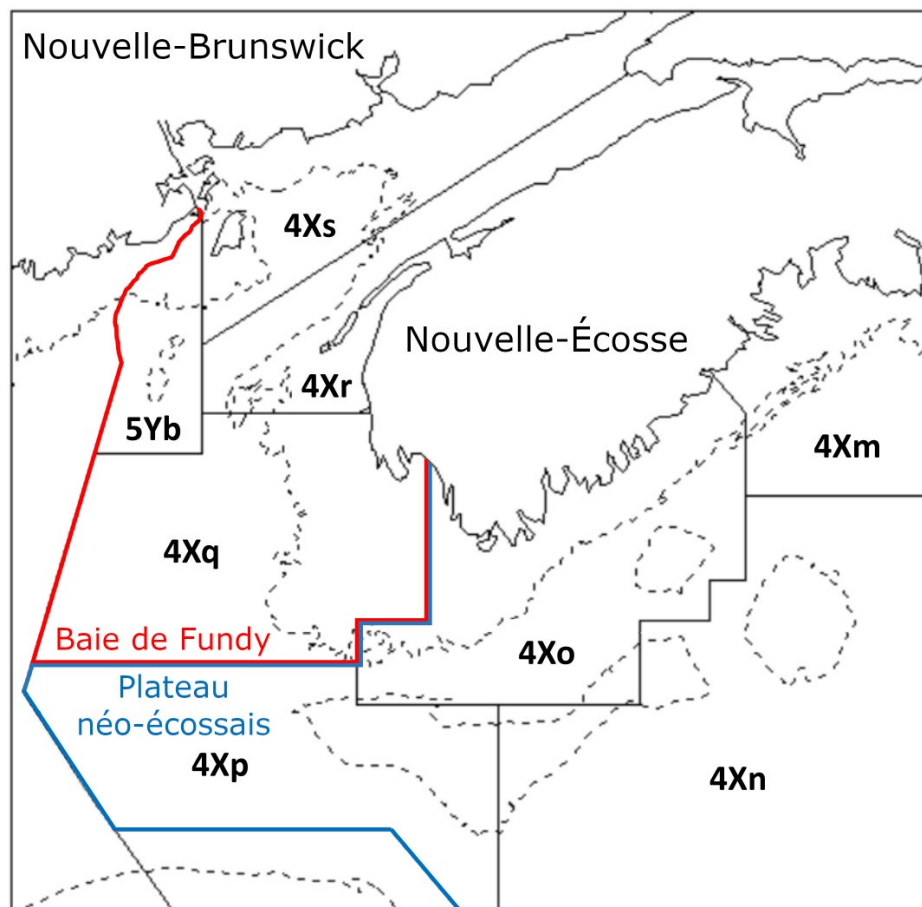 Nouvelle-Brunswick
4Xs
Nouvelle-Écosse
4Xr
5Yb
4Xm
4Xq
Baie de Fundy
4Xo
Plateau
néo-écossais
4Xp
4Xn